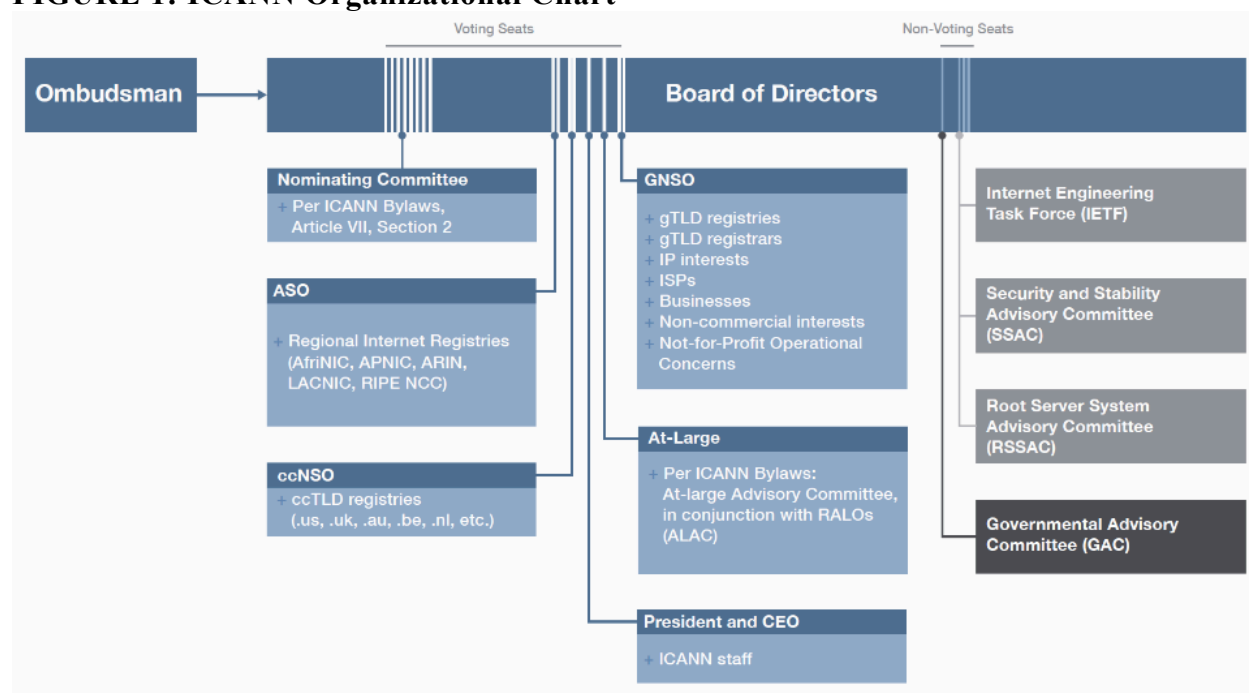 FIGURE 1: ICANN Organizational Chart
Voting Seats
Non-Voting Seats
Ombudsman
Board of Directors
Nominating Committee
+ Per ICANN Bylaws,
Article VII, Section 2
ASO
+ Regional Internet Registries
(AfriNIC, APNIC, ARIN,
LACNIC, RIPE NCC)
ccNSO
+ ccTLD registries
(.us, .uk, .au, .be, .nl, etc.)
GNSO
+ gTLD registries
+ gTLD registrars
+ IP interests
+ ISPs
+ Businesses
+ Non-commercial interests
+ Not-for-Profit Operational
Concerns
At-Large
+ Per ICANN Bylaws:
At-large Advisory Committee,
in conjunction with RALOs
(ALAC)
President and CEO
+ ICANN staff
Internet Engineering
Task Force (IETF)
Security and Stability
Advisory Committee
(SSAC)
Root Server System
Advisory Committee
(RSSAC)
Governmental Advisory
Committee (GAC)